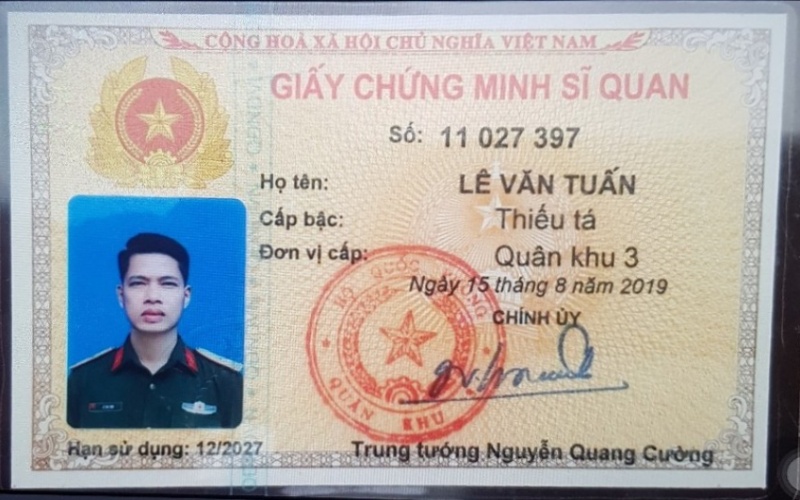 CỘNG HOÀ XÃ HỘI CHỦ NGHĨA VIỆT NAM
GIẤY CHỨNG MINH SĨ QUAN
Số: 11 027 397
Họ tên: LÊ VĂN TUẤN
Cấp bậc: Thiếu tá
Đơn vị cấp: Quân khu 3
Ngày 15 tháng 8 năm 2019
CHÍNH ỦY
BỘ QUỐC PHÒNG
QUÂN KHU
Hạn sử dụng: 12/2027
Trung tướng Nguyễn Quang Cường